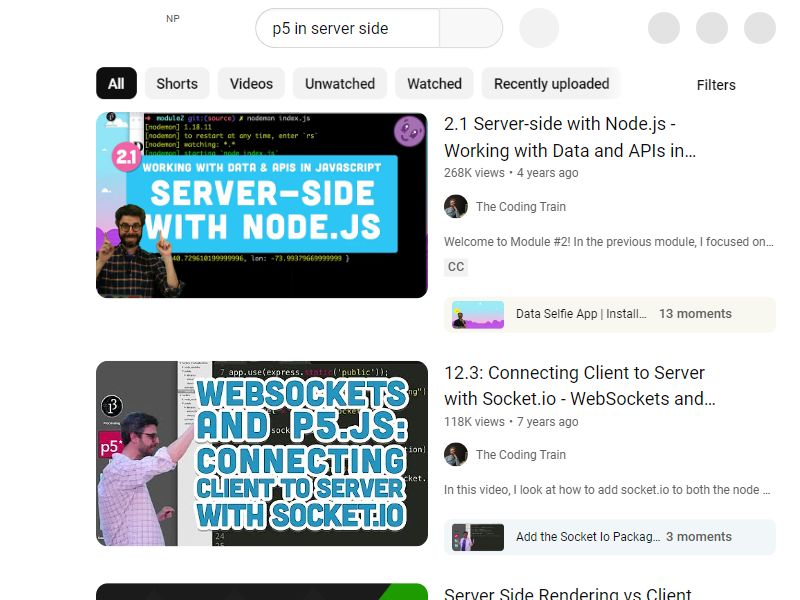 NP
p5 in server side
All
Shorts
Videos
Unwatched
Watched
Recently uploaded
Filters
module2 git:(source) ✗ nodemon index.js
[nodemon] 1.18.11
[nodemon] to restart at any time, enter `rs`
[nodemon] watching: *.*
[nodemon] starting `node index.js`
2.1
WORKING WITH DATA & APIS IN JAVASCRIPT
SERVER-SIDE
WITH NODE.JS
40.729610199999996, lon: -73.99379669999999 }
2.1 Server-side with Node.js -
Working with Data and APIs in…
268K views • 4 years ago
The Coding Train
Welcome to Module #2! In the previous module, I focused on…
CC
Data Selfie App | Install…
13 moments
7 app.use(express.static('public'));
WEBSOCKETS
AND P5.JS:
CONNECTING
CLIENT TO SERVER
WITH SOCKET.IO
p5*
24
25
12.3: Connecting Client to Server
with Socket.io - WebSockets and…
118K views • 7 years ago
The Coding Train
In this video, I look at how to add socket.io to both the node …
Add the Socket Io Packag…
3 moments
Server Side Rendering vs Client